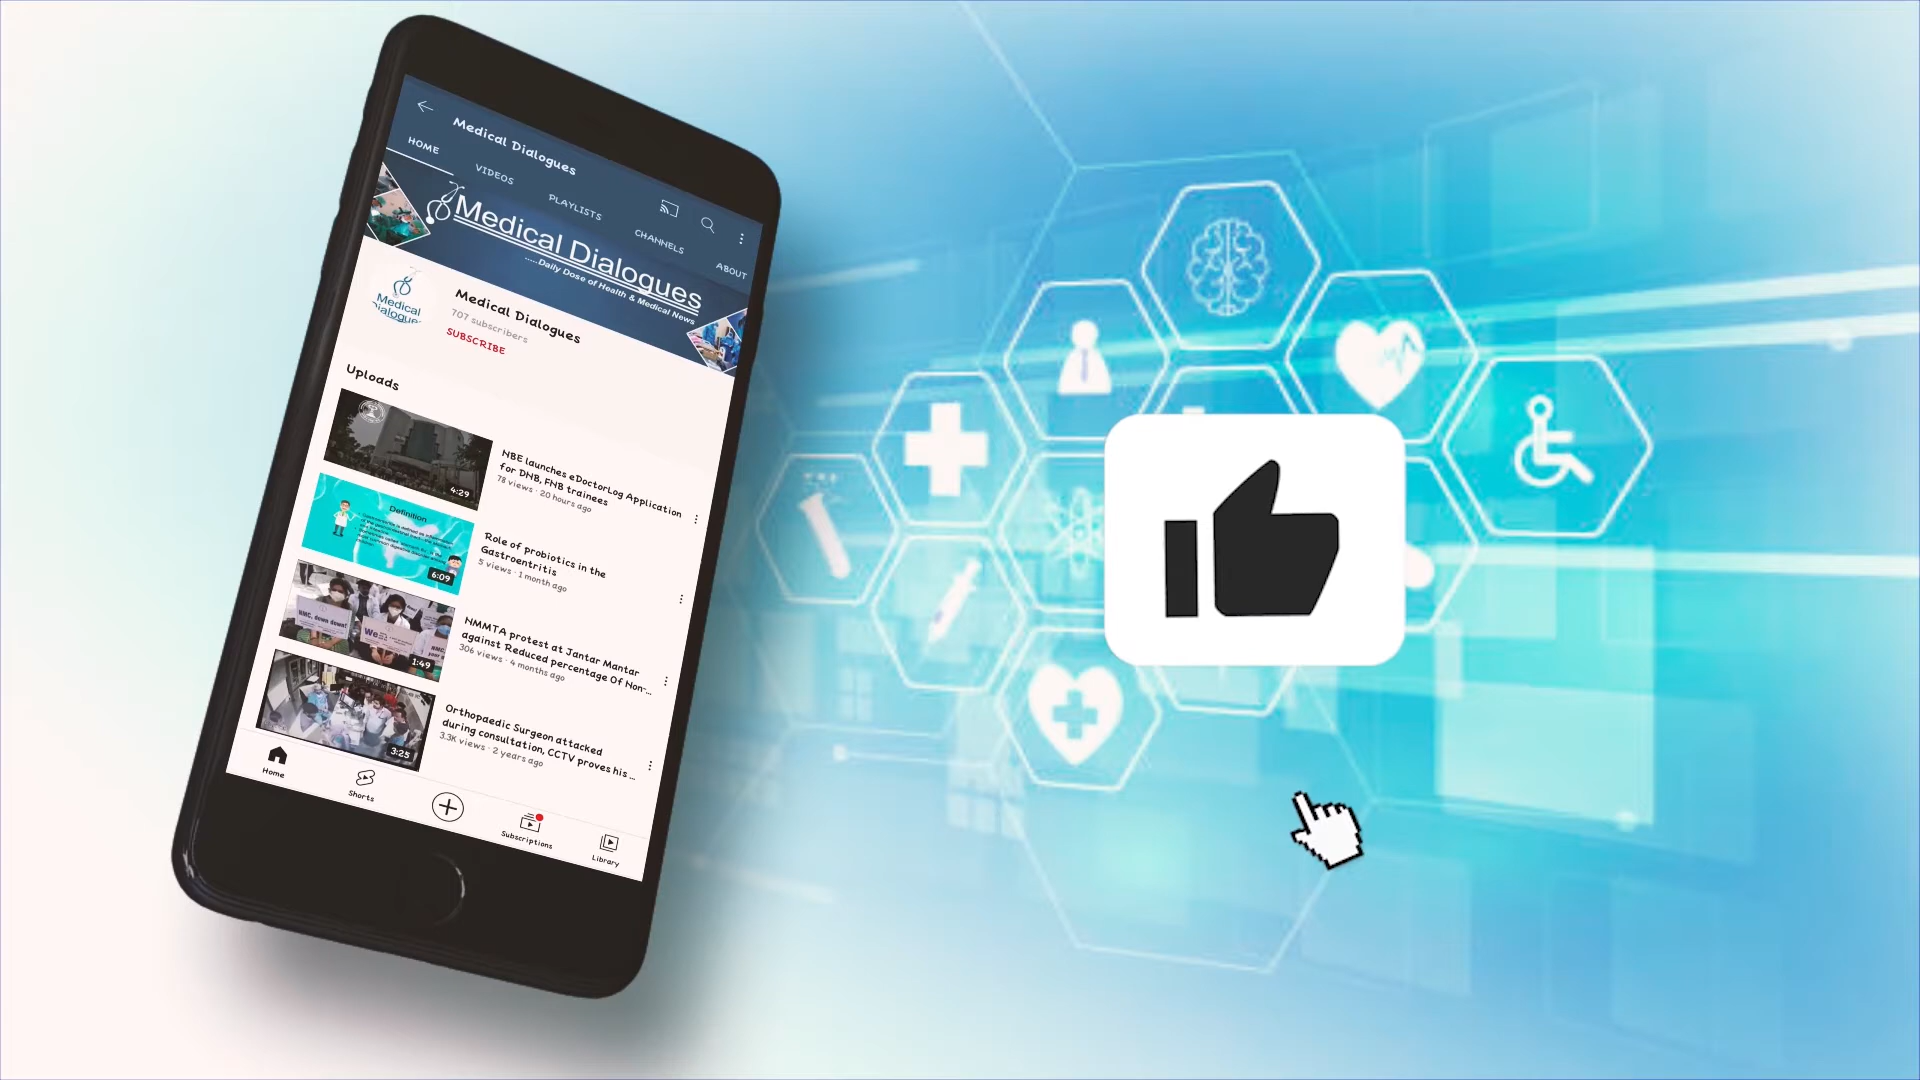 Medical Dialogues
HOME
VIDEOS
PLAYLISTS
CHANNELS
ABOUT
Medical Dialogues
.....Daily Dose of Health & Medical News
Medical
Dialogues
707 subscribers
SUBSCRIBE
Medical Dialogues
Uploads
4:29
NBE launches eDoctorLog Application
for DNB, FNB trainees
78 views · 20 hours ago
Definition
6:09
Role of probiotics in the
Gastroentritis
5 views · 1 month ago
We
1:49
NMMTA protest at Jantar Mantar
against 'Reduced percentage Of Non-...
306 views · 4 months ago
3:25
Orthopaedic Surgeon attacked
during consultation, CCTV proves his ...
3.3K views · 2 years ago
Home
Shorts
Subscriptions
Library